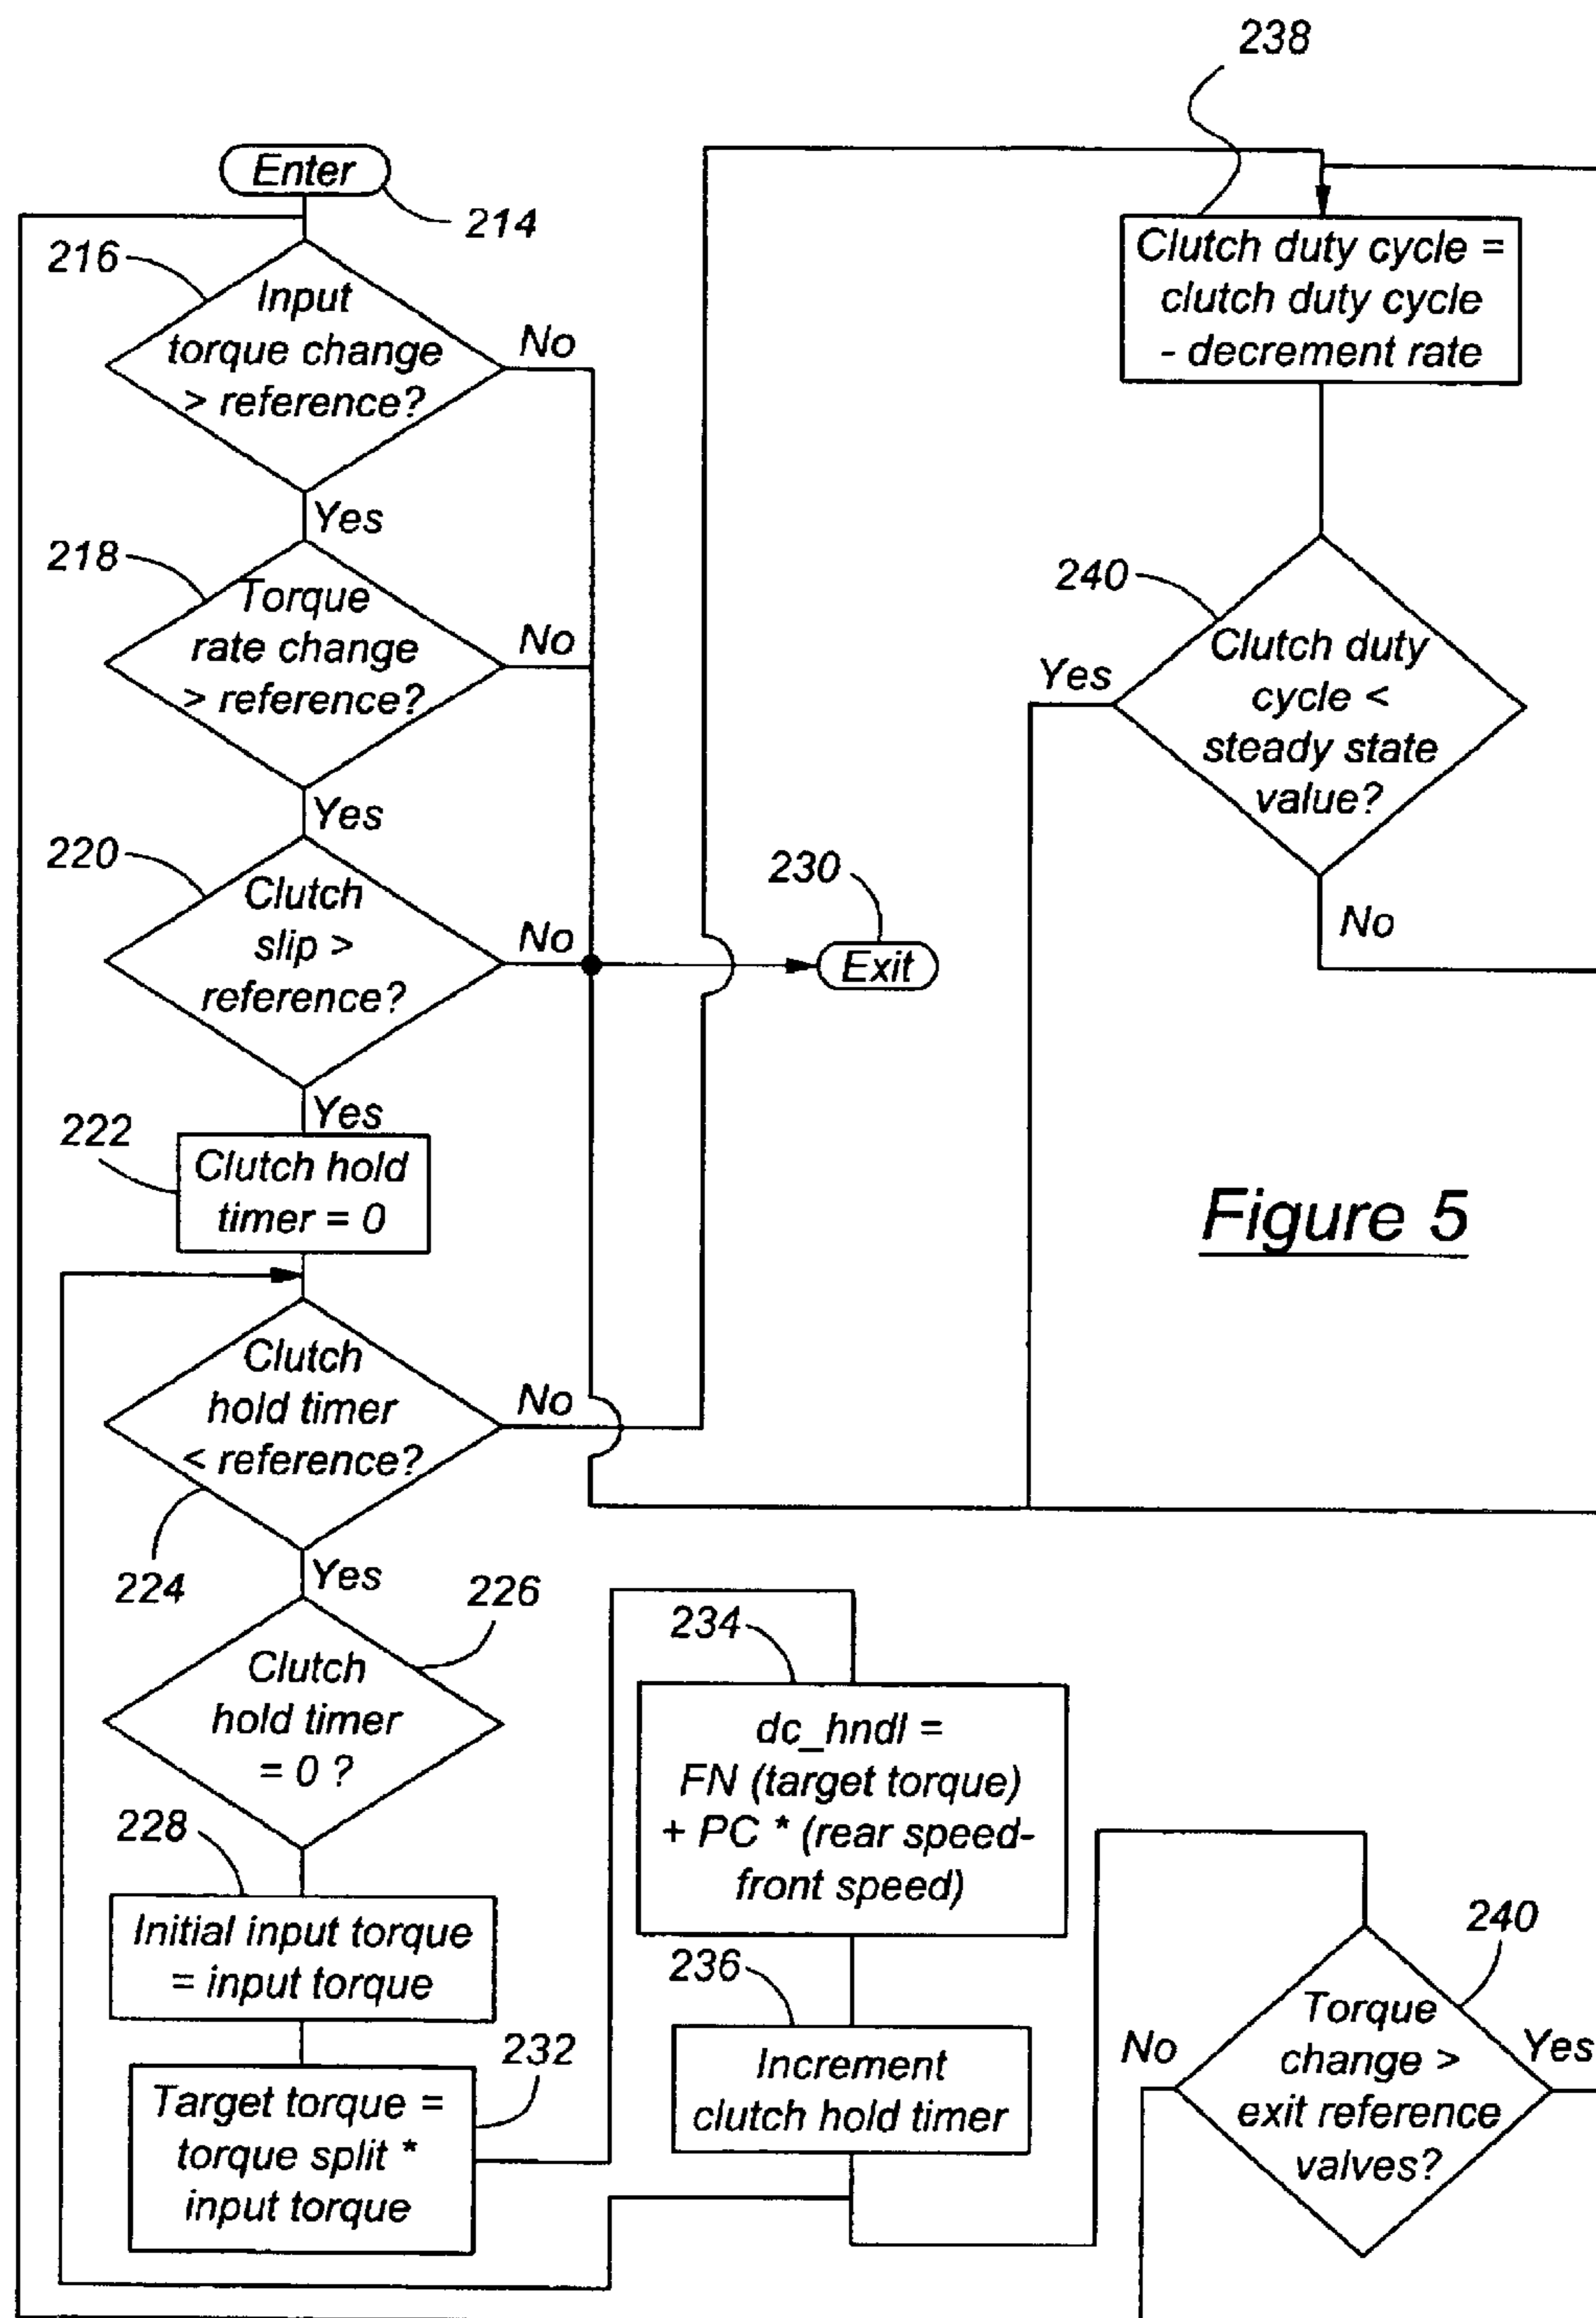 Enter
214
216
Input
torque change
> reference?
No
Yes
218
Torque
rate change
> reference?
No
Yes
220
Clutch
slip >
reference?
No
230
Exit
Yes
222
Clutch hold
timer = 0
Clutch
hold timer
< reference?
No
224
Yes
226
Clutch
hold timer
= 0 ?
228
Initial input torque
= input torque
232
Target torque =
torque split *
input torque
234
dc_hndl =
FN (target torque)
+ PC * (rear speed-
front speed)
236
Increment
clutch hold timer
238
Clutch duty cycle =
clutch duty cycle
- decrement rate
240
Clutch duty
cycle <
steady state
value?
Yes
No
Figure 5
240
Torque
change >
exit reference
valves?
No
Yes